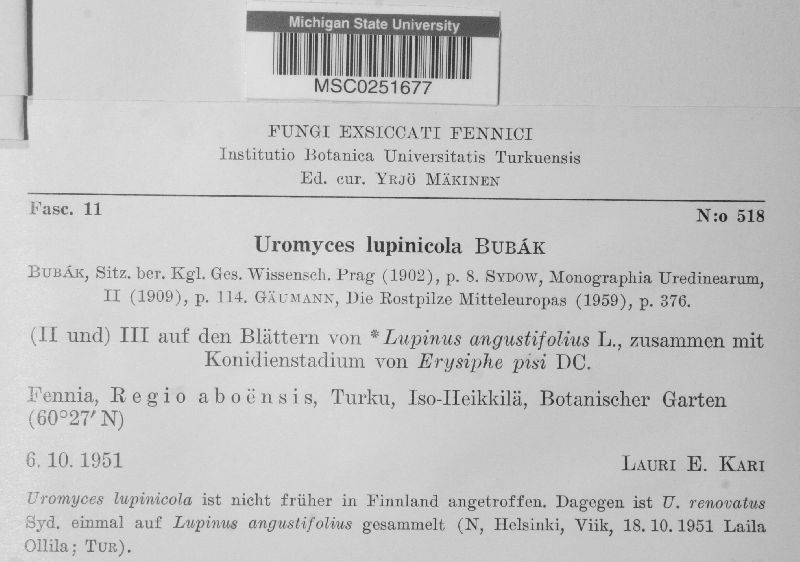 Michigan State University
MSC0251677
FUNGI EXSICCATI FENNICI
Institutio Botanica Universitatis Turkuensis
Ed. cur. YRJÖ MÄKINEN
Fasc. 11
N:o 518
Uromyces lupinicola BUBÁK
BUBÁK, Sitz. ber. Kgl. Ges. Wissensch. Prag (1902), p. 8. SYDOW, Monographia Uredinearum,
II (1909), p. 114. GÄUMANN, Die Rostpilze Mitteleuropas (1959), p. 376.
(II und) III auf den Blättern von *Lupinus angustifolius L., zusammen mit
Konidienstadium von Erysiphe pisi DC.
Fennia, Regio aboënsis, Turku, Iso-Heikkilä, Botanischer Garten
(60°27′ N)
6. 10. 1951
LAURI E. KARI
Uromyces lupinicola ist nicht früher in Finnland angetroffen. Dagegen ist U. renovatus
Syd. einmal auf Lupinus angustifolius gesammelt (N, Helsinki, Viik, 18. 10. 1951 Laila
Ollila; TUR).